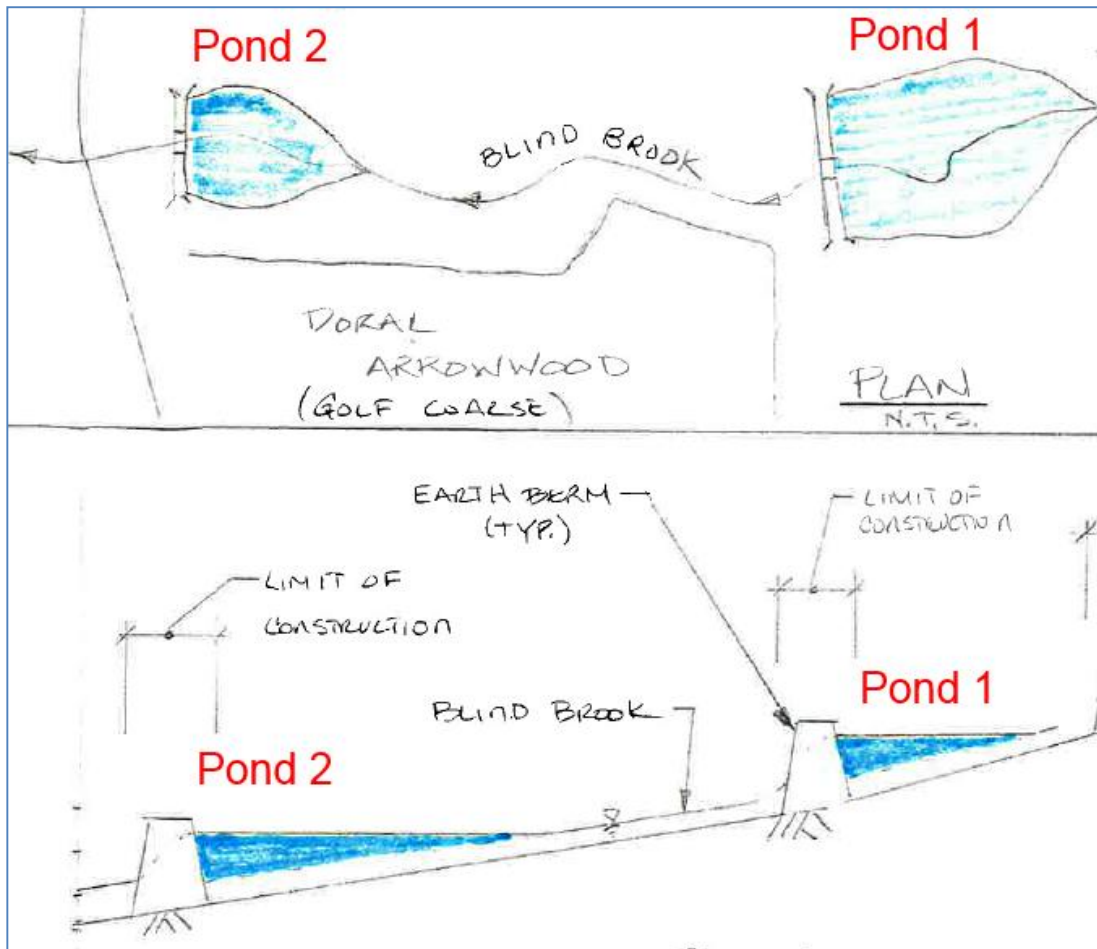 Pond 2
Pond 1
BLIND BROOK
DORAL
ARROWWOOD
(GOLF COARSE)
PLAN
N.T.S.
EARTH BERM
(TYP.)
LIMIT OF
CONSTRUCTION
LIMIT OF
CONSTRUCTION
BLIND BROOK
Pond 1
Pond 2